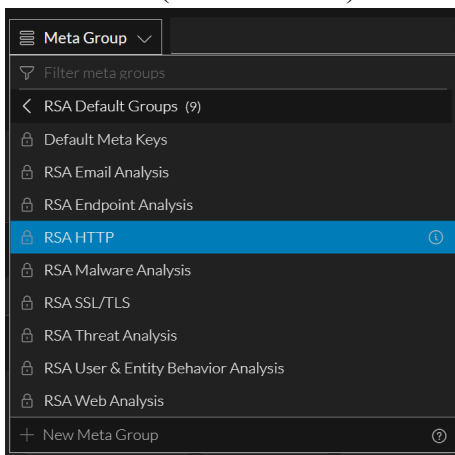 Meta Group
Filter meta groups
RSA Default Groups (9)
Default Meta Keys
RSA Email Analysis
RSA Endpoint Analysis
RSA HTTP
RSA Malware Analysis
RSA SSL/TLS
RSA Threat Analysis
RSA User & Entity Behavior Analysis
RSA Web Analysis
+ New Meta Group